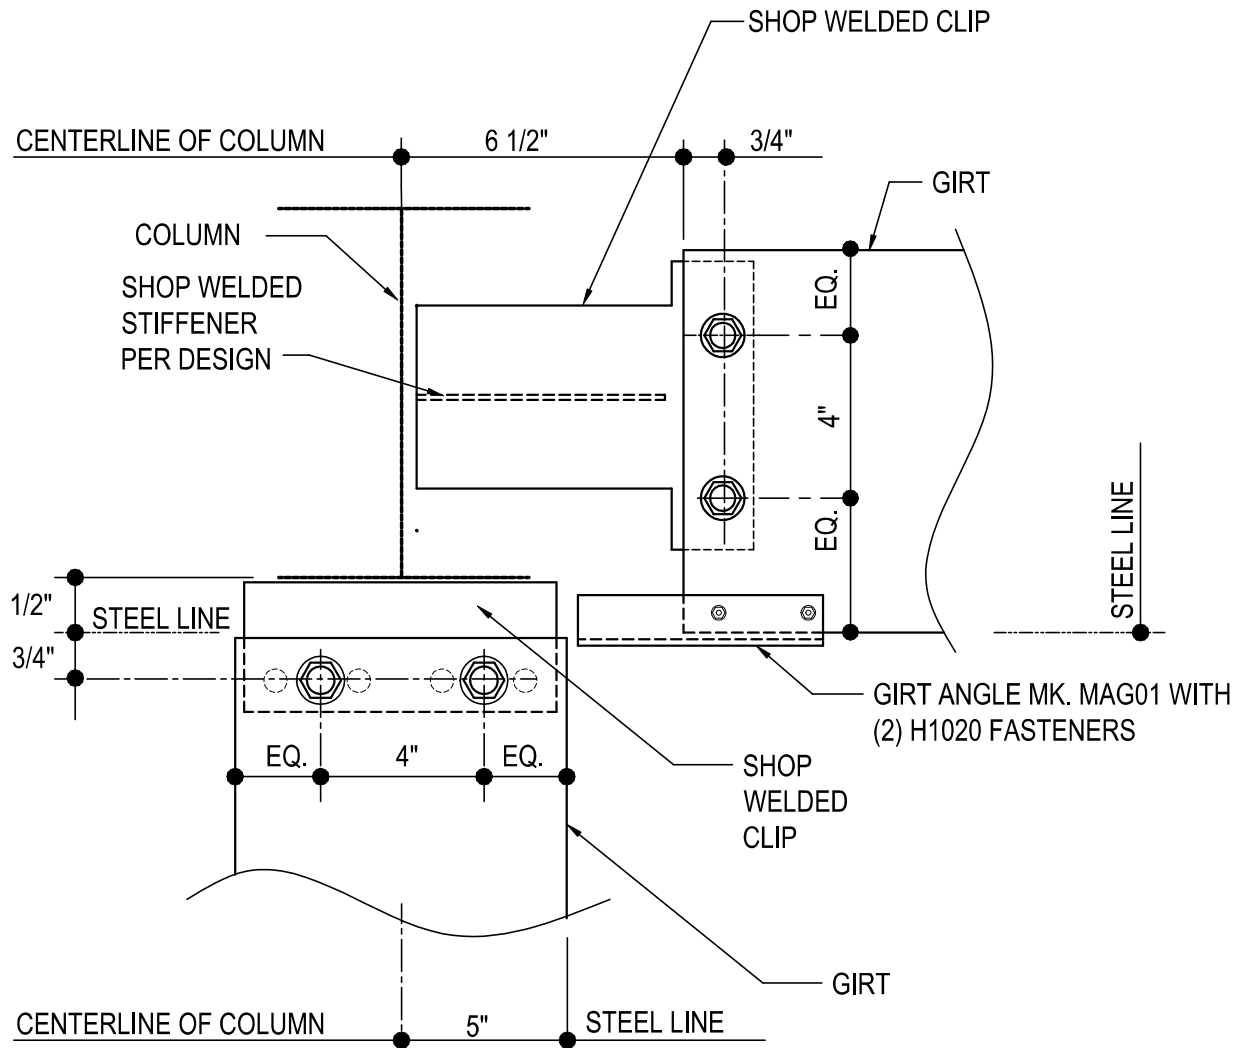 SHOP WELDED CLIP
CENTERLINE OF COLUMN
6 1/2"
3/4"
GIRT
COLUMN
SHOP WELDED
STIFFENER
PER DESIGN
EQ.
4"
EQ.
STEEL LINE
1/2"
STEEL LINE
3/4"
GIRT ANGLE MK. MAG01 WITH
(2) H1020 FASTENERS
EQ.
4"
EQ.
SHOP
WELDED
CLIP
GIRT
CENTERLINE OF COLUMN
5"
STEEL LINE